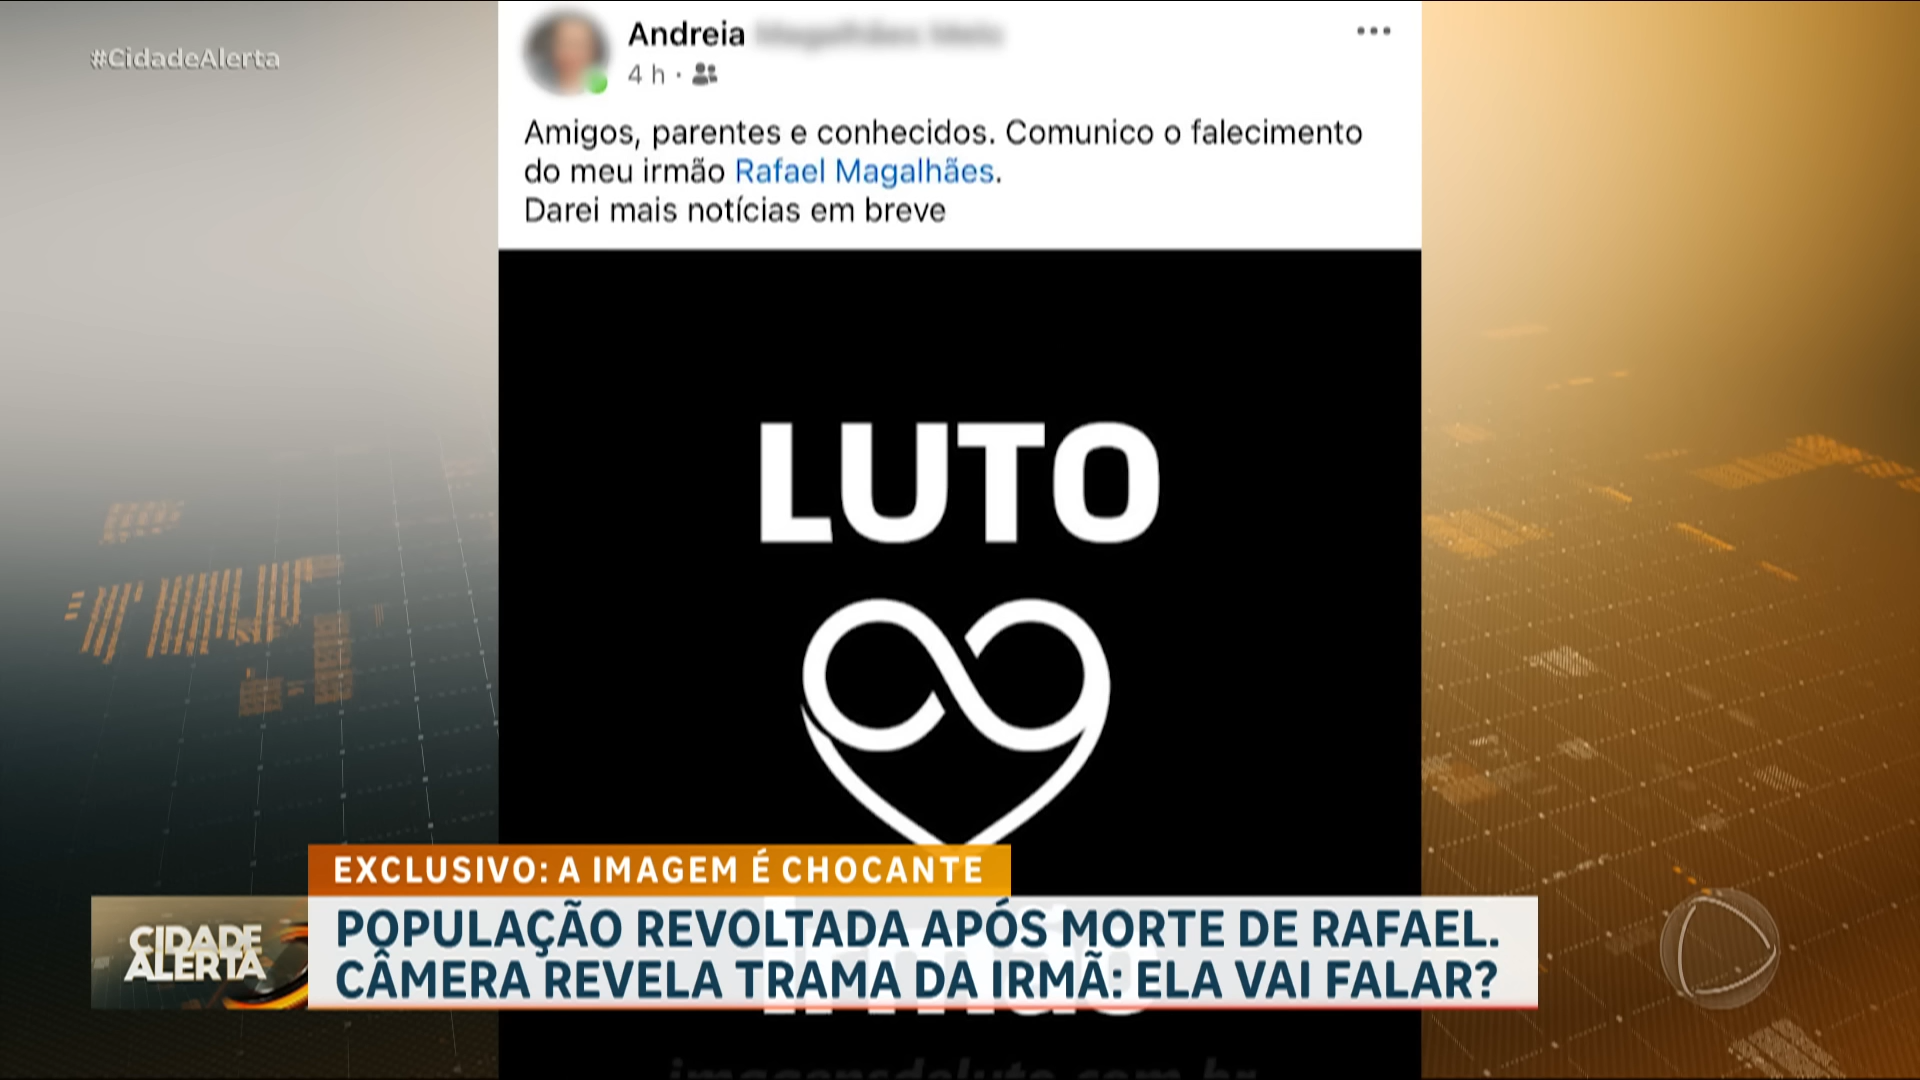 #CidadeAlerta
Andreia
4 h ·
Amigos, parentes e conhecidos. Comunico o falecimento
do meu irmão Rafael Magalhães.
Darei mais notícias em breve
LUTO
EXCLUSIVO: A IMAGEM É CHOCANTE
CIDADE
ALERTA
POPULAÇÃO REVOLTADA APÓS MORTE DE RAFAEL.
CÂMERA REVELA TRAMA DA IRMÃ: ELA VAI FALAR?